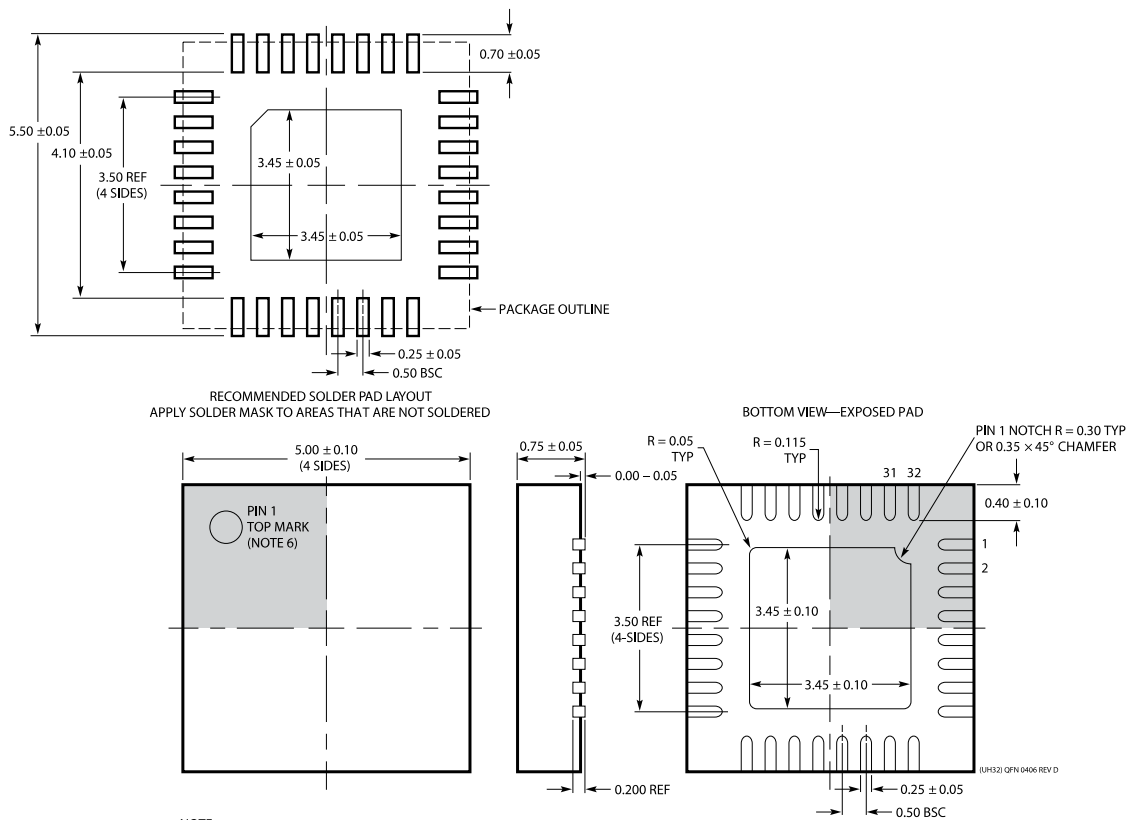 0.70 ±0.05
5.50 ±0.05
4.10 ±0.05
3.50 REF
(4 SIDES)
3.45 ± 0.05
3.45 ± 0.05
PACKAGE OUTLINE
0.25 ± 0.05
0.50 BSC
RECOMMENDED SOLDER PAD LAYOUT
APPLY SOLDER MASK TO AREAS THAT ARE NOT SOLDERED
5.00 ± 0.10
(4 SIDES)
PIN 1
TOP MARK
(NOTE 6)
0.75 ± 0.05
0.00 – 0.05
0.200 REF
BOTTOM VIEW—EXPOSED PAD
R = 0.05
TYP
R = 0.115
TYP
PIN 1 NOTCH R = 0.30 TYP
OR 0.35 × 45° CHAMFER
31 32
0.40 ± 0.10
1
2
3.50 REF
(4-SIDES)
3.45 ± 0.10
3.45 ± 0.10
(UH32) QFN 0406 REV D
0.25 ± 0.05
0.50 BSC